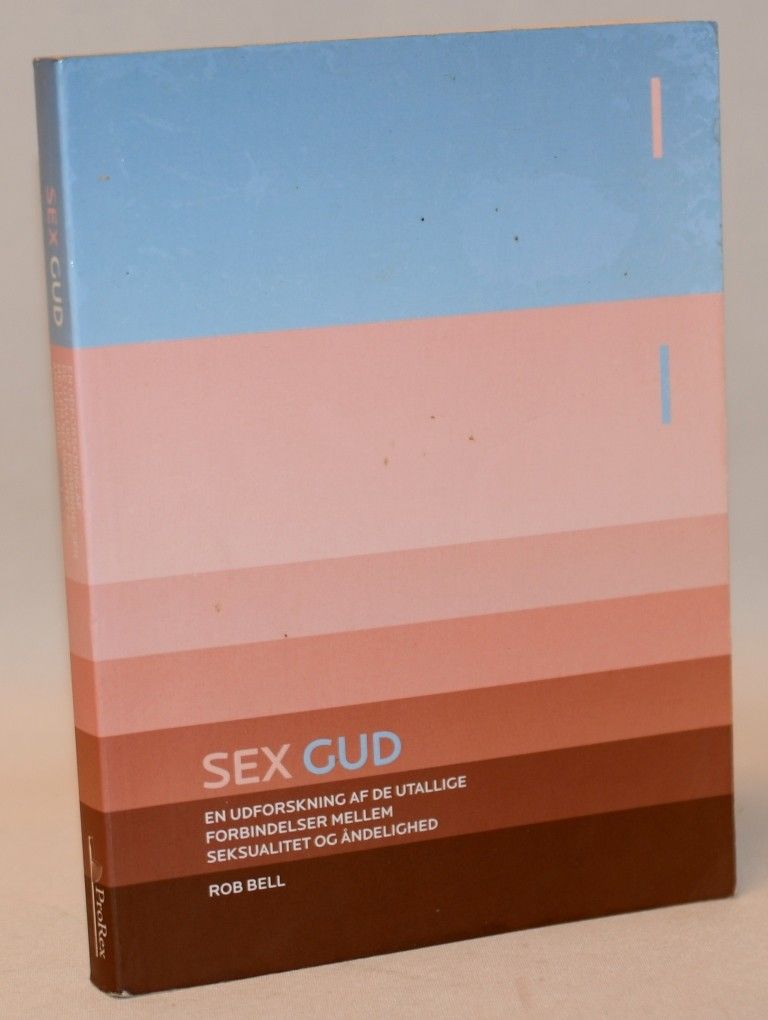 SEX GUD
EN UDFORSKNING AF DE UTALLIGE
FORBINDELSER MELLEM
SEKSUALITET OG ÅNDELIGHED
ROB BELL
SEX GUD
ProRex